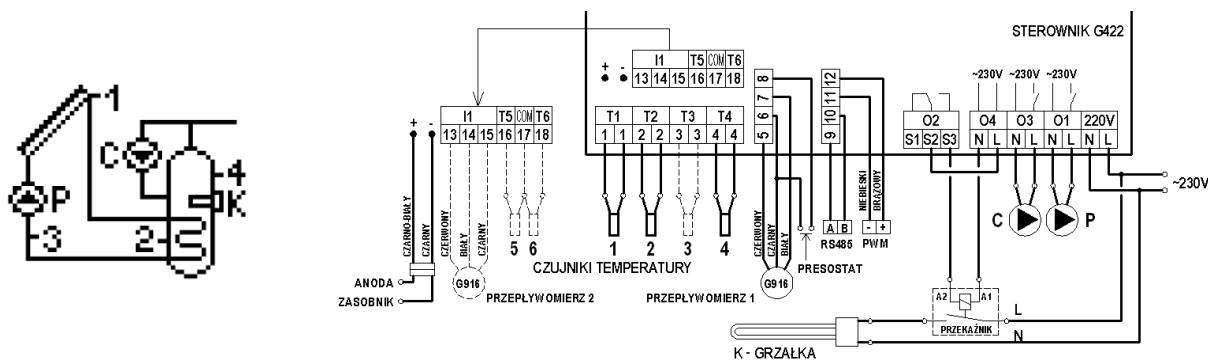 1
C
4
P
K
3
2
STEROWNIK G422
+ -
I1 T5 COM T6
13 14 15 16 17 18
8
7
6
5
12
11
10
9
~230V ~230V ~230V
O2
S1 S2 S3
O4 O3 O1 220V
N L N L N L N L
+ -
I1 T5 COM T6
13 14 15 16 17 18
T1 T2 T3 T4
1 1 2 2 3 3 4 4
~230V
CZARNO-BIAŁY
CZARNY
CZERWONY
BIAŁY
CZARNY
CZERWONY
CZARNY
BIAŁY
NIEBIESKI
BRĄZOWY
5 6
1 2 3 4
A B
RS485
- +
PWM
C P
CZUJNIKI TEMPERATURY
PRESOSTAT
ANODA
ZASOBNIK
G916
PRZEPŁYWOMIERZ 2
PRZEPŁYWOMIERZ 1
G916
A2 A1
PRZEKAŹNIK
L
N
K - GRZAŁKA